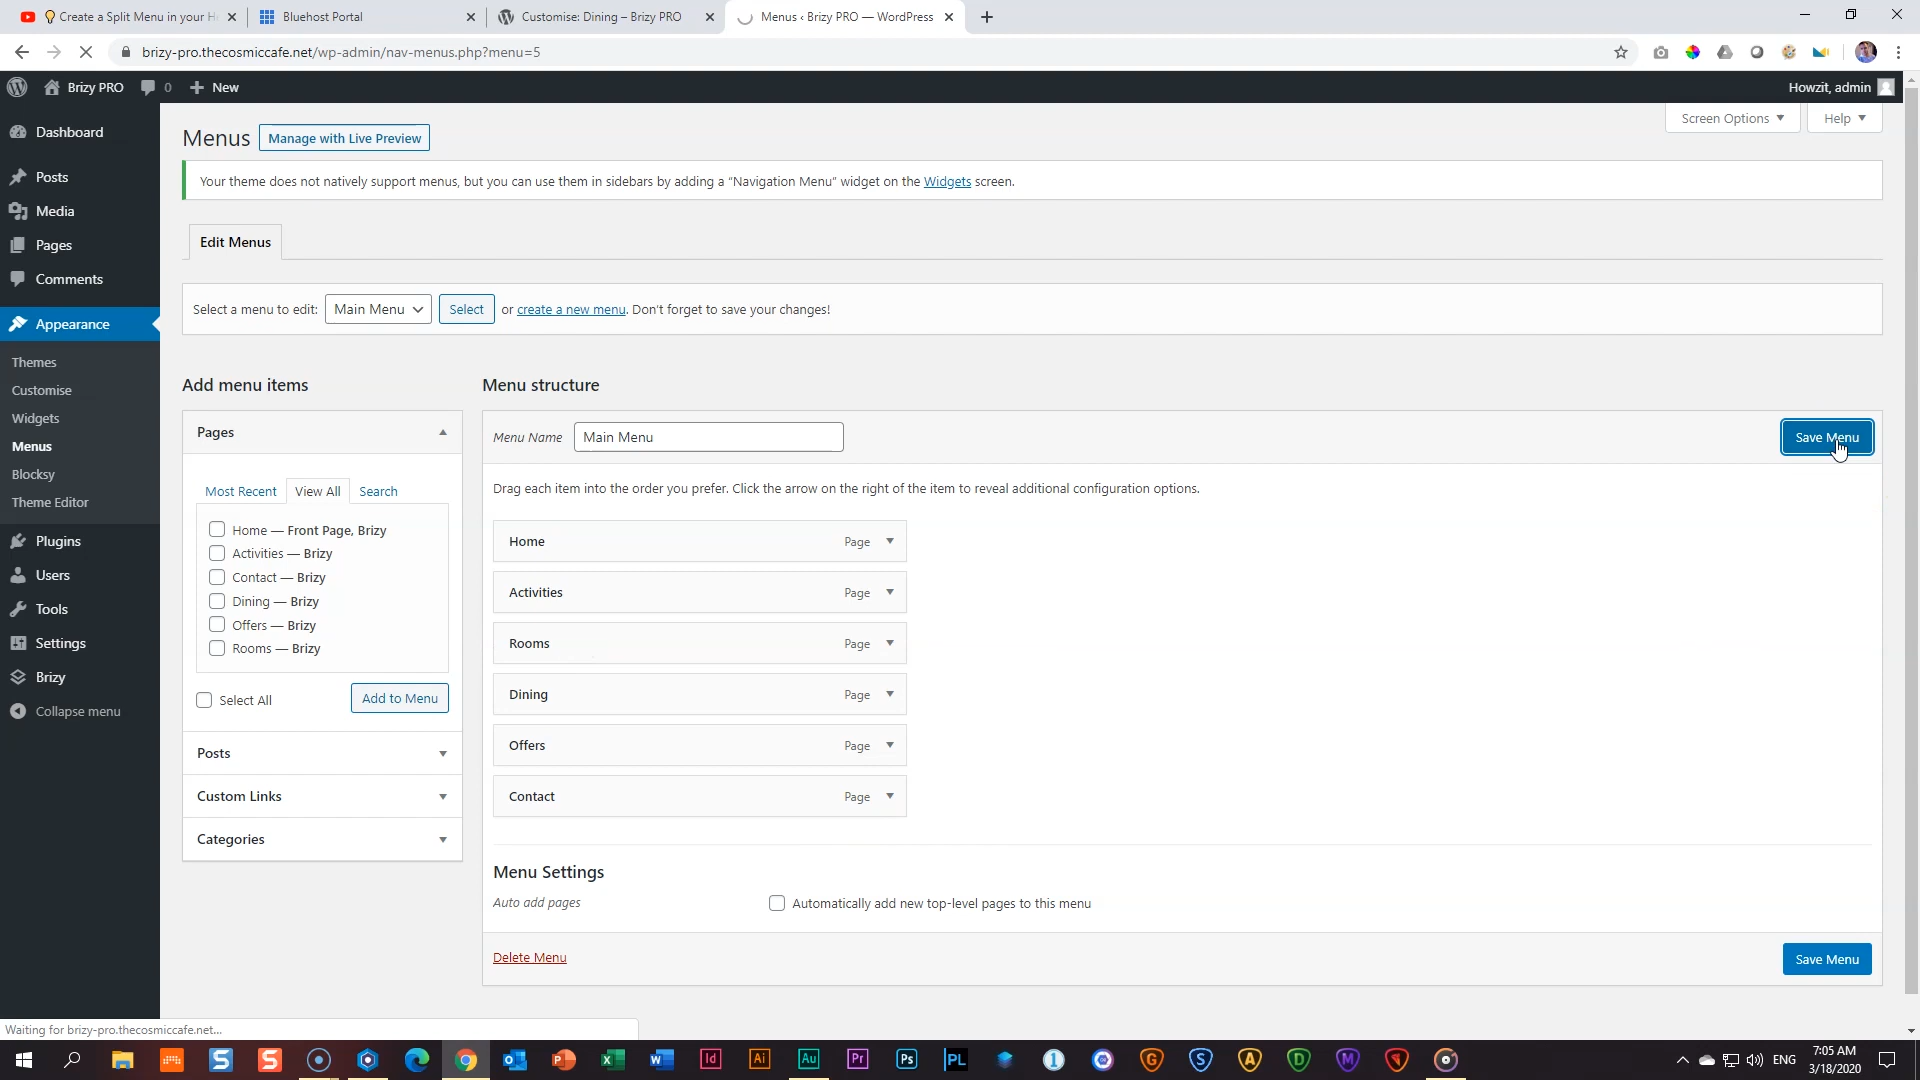 Create a Split Menu in your H
Bluehost Portal
Customise: Dining – Brizy PRO
Menus ‹ Brizy PRO — WordPress
brizy-pro.thecosmiccafe.net/wp-admin/nav-menus.php?menu=5
Brizy PRO
0
New
Howzit, admin
Dashboard
Posts
Media
Pages
Comments
Appearance
Themes
Customise
Widgets
Menus
Blocksy
Theme Editor
Plugins
Users
Tools
Settings
Brizy
Collapse menu
Screen Options
Help
Menus
Manage with Live Preview
Your theme does not natively support menus, but you can use them in sidebars by adding a “Navigation Menu” widget on the Widgets screen.
Edit Menus
Select a menu to edit: Main Menu Select or create a new menu. Don’t forget to save your changes!
Add menu items
Pages
Most Recent View All Search
Home — Front Page, Brizy
Activities — Brizy
Contact — Brizy
Dining — Brizy
Offers — Brizy
Rooms — Brizy
Select All
Add to Menu
Posts
Custom Links
Categories
Menu structure
Menu Name Main Menu
Save Menu
Drag each item into the order you prefer. Click the arrow on the right of the item to reveal additional configuration options.
Home Page
Activities Page
Rooms Page
Dining Page
Offers Page
Contact Page
Menu Settings
Auto add pages
Automatically add new top-level pages to this menu
Delete Menu
Save Menu
Waiting for brizy-pro.thecosmiccafe.net...
ENG
7:05 AM
3/18/2020